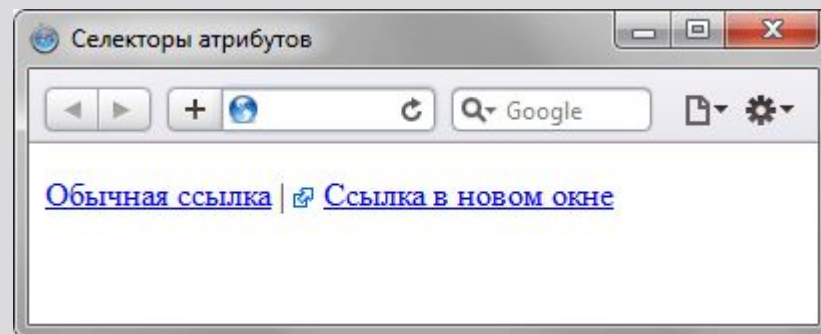 Селекторы атрибутов
Google
Обычная ссылка | Ссылка в новом окне